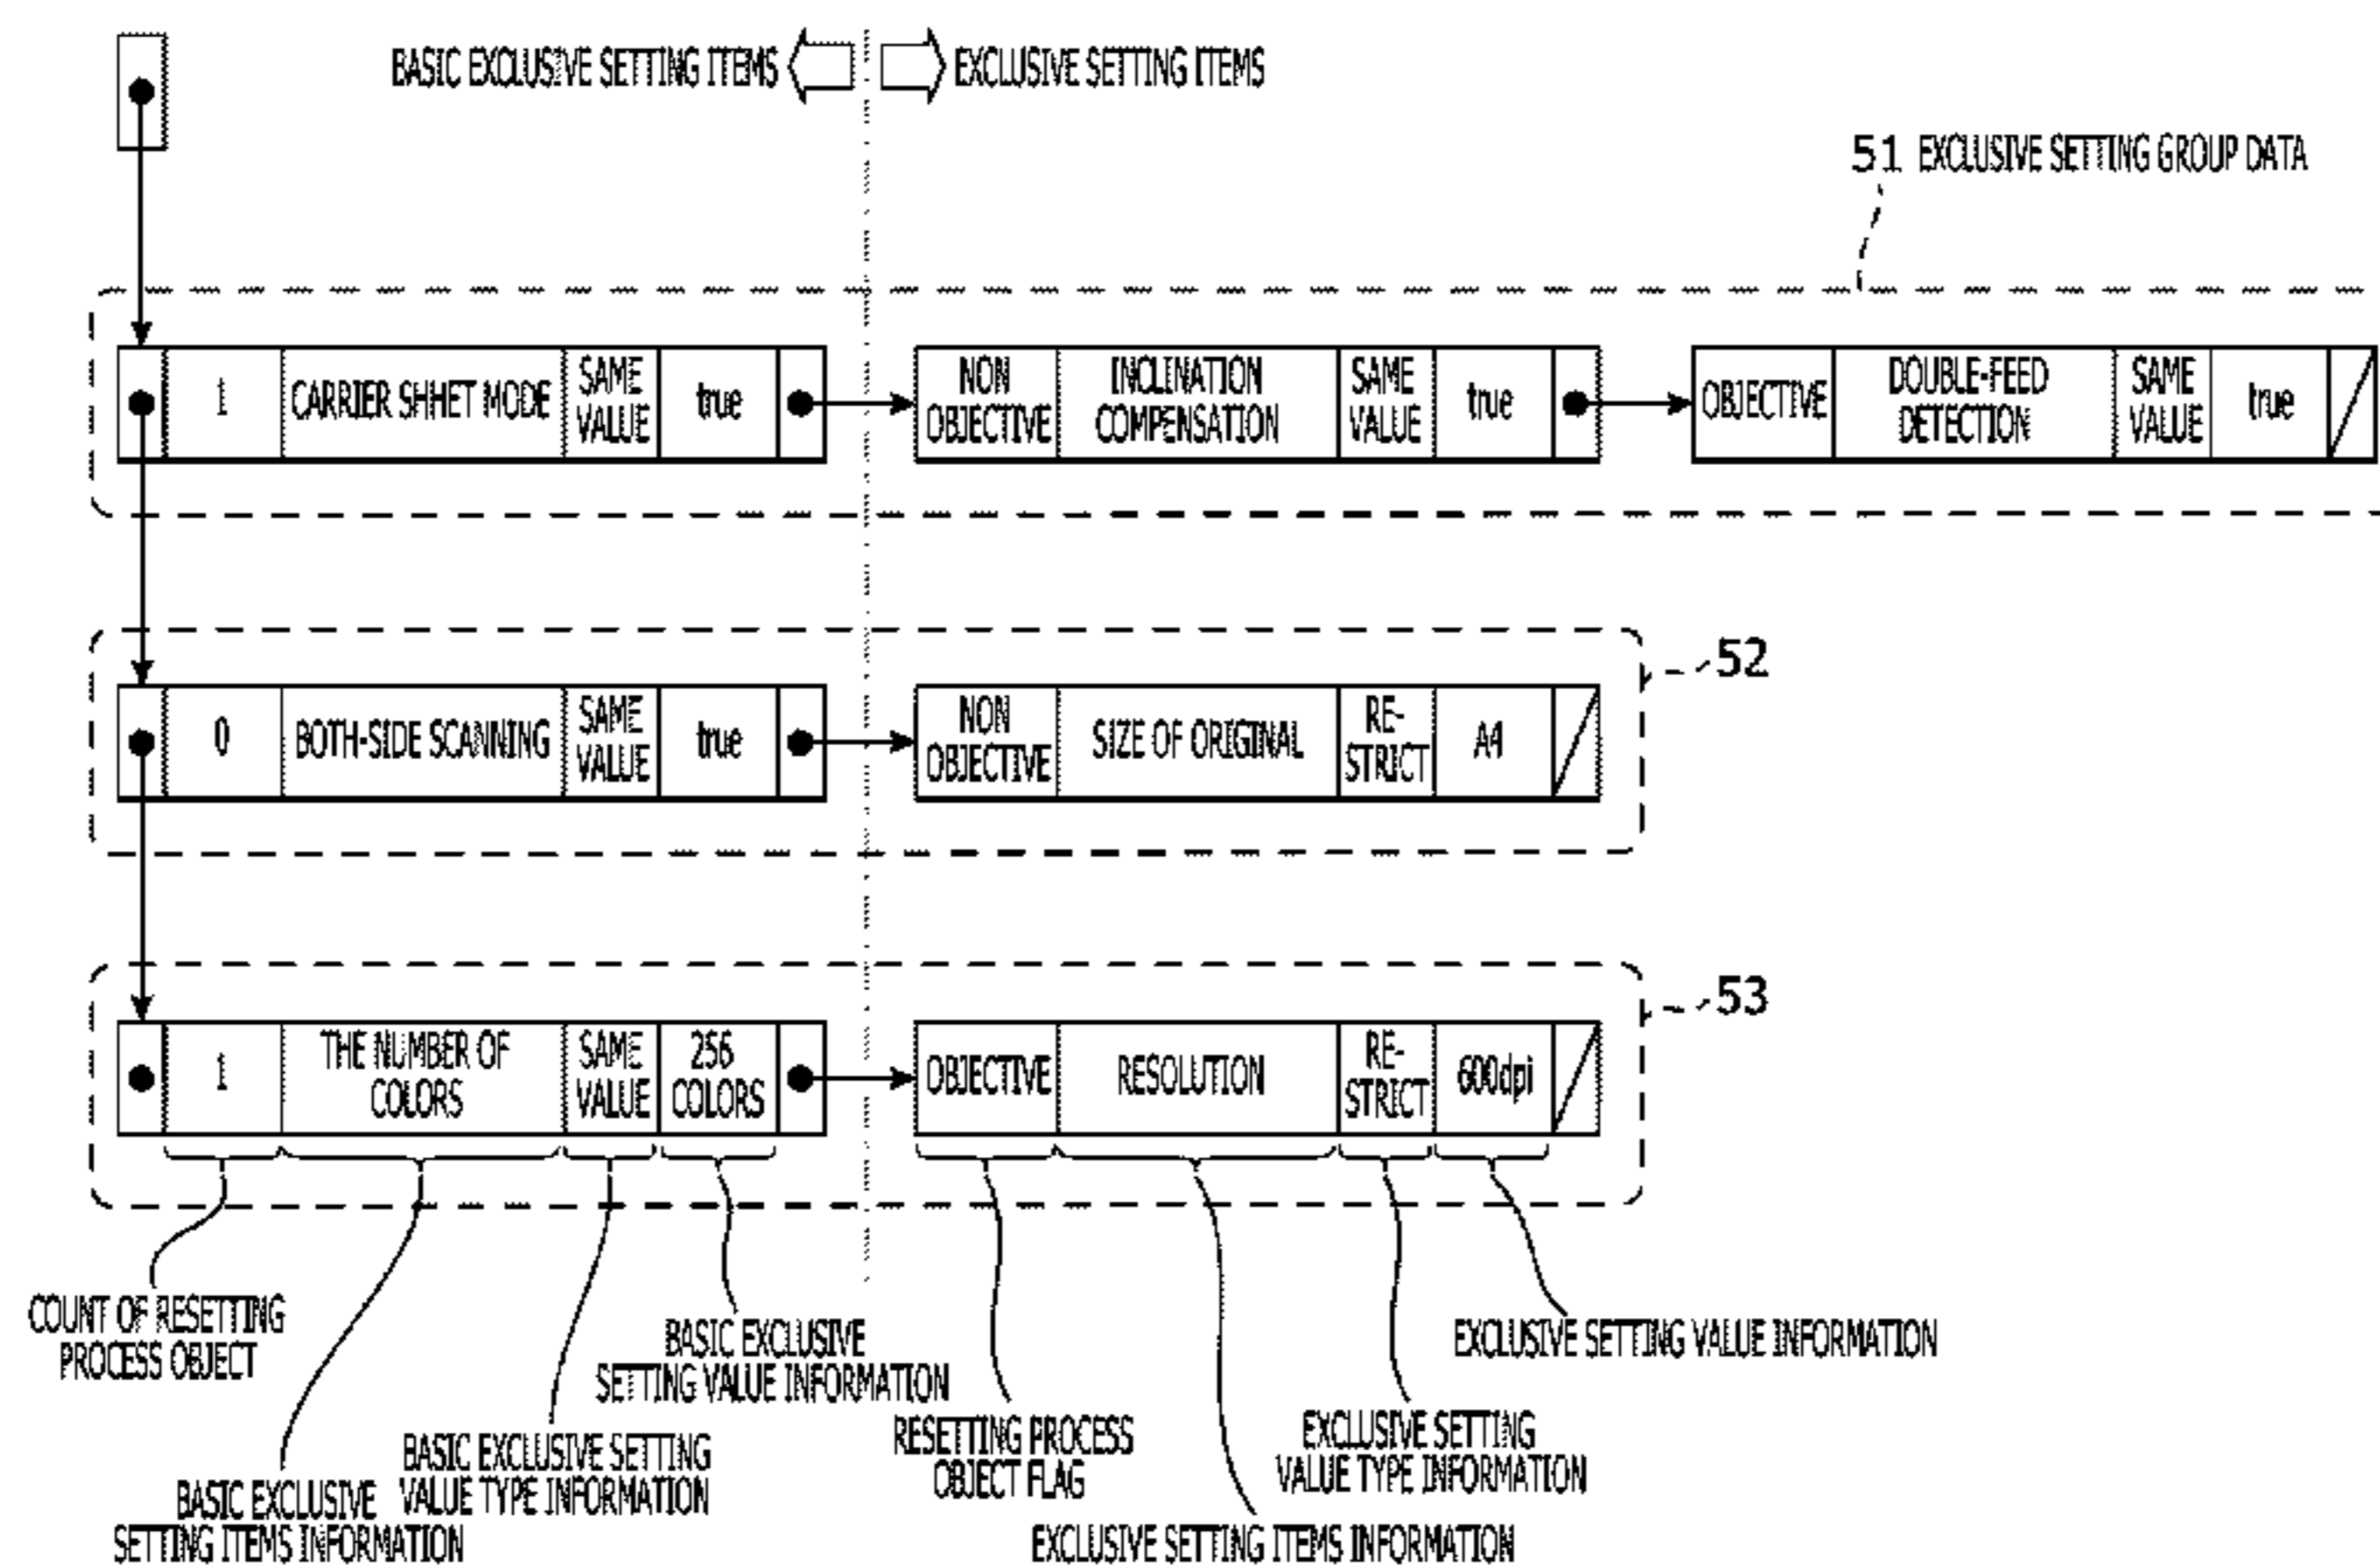 BASIC EXCLUSIVE SETTING ITEMS
EXCLUSIVE SETTING ITEMS
51 EXCLUSIVE SETTING GROUP DATA
1
CARRIER SHHET MODE
SAME
VALUE
true
NON
OBJECTIVE
INCLINATION
COMPENSATION
SAME
VALUE
true
OBJECTIVE
DOUBLE-FEED
DETECTION
SAME
VALUE
true
52
0
BOTH-SIDE SCANNING
SAME
VALUE
true
NON
OBJECTIVE
SIZE OF ORIGINAL
RE-
STRICT
A4
53
1
THE NUMBER OF
COLORS
SAME
VALUE
256
COLORS
OBJECTIVE
RESOLUTION
RE-
STRICT
600dpi
COUNT OF RESETTING
PROCESS OBJECT
BASIC EXCLUSIVE
SETTING ITEMS INFORMATION
BASIC EXCLUSIVE SETTING
VALUE TYPE INFORMATION
BASIC EXCLUSIVE
SETTING VALUE INFORMATION
RESETTING PROCESS
OBJECT FLAG
EXCLUSIVE SETTING ITEMS INFORMATION
EXCLUSIVE SETTING
VALUE TYPE INFORMATION
EXCLUSIVE SETTING VALUE INFORMATION